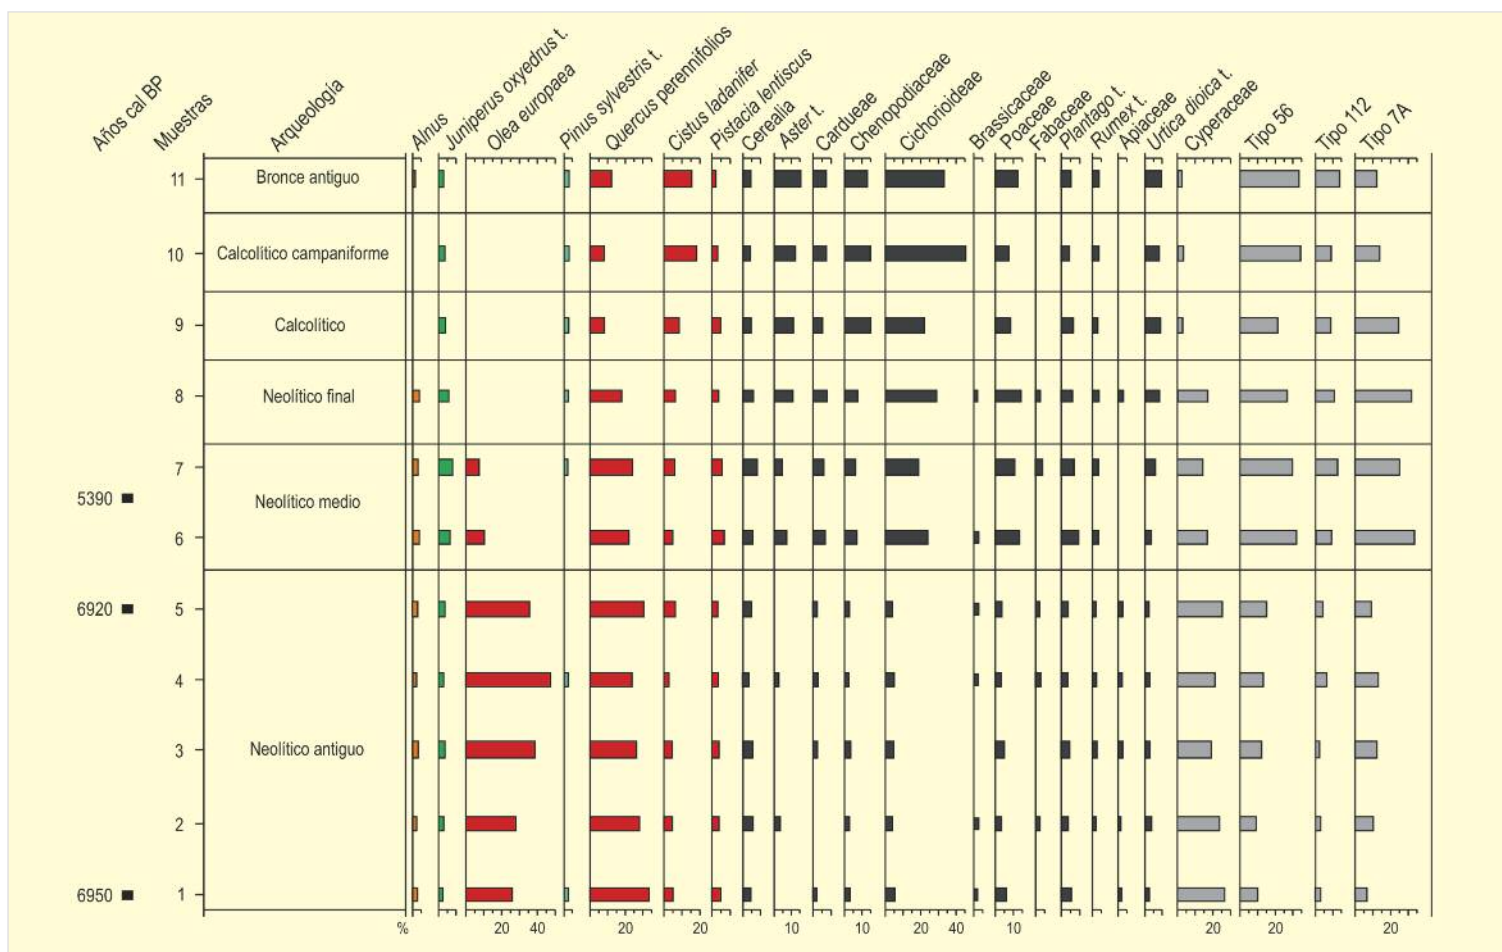 Años cal BP
Muestras
Arqueología
Alnus
Juniperus oxyedrus t.
Olea europaea
Pinus sylvestris t.
Quercus perennifolios
Cistus ladanifer
Pistacia lentiscus
Cerealia
Aster t.
Cardueae
Chenopodiaceae
Cichorioideae
Brassicaceae
Poaceae
Fabaceae
Plantago t.
Rumex t.
Apiaceae
Urtica dioica t.
Cyperaceae
Tipo 56
Tipo 112
Tipo 7A
11 Bronce antiguo
10 Calcolítico campaniforme
9 Calcolítico
8 Neolítico final
7
5390 Neolítico medio
6
6920 5
4
3 Neolítico antiguo
2
6950 1
% 20 40 20 20 10 10 20 40 10 20 20 20